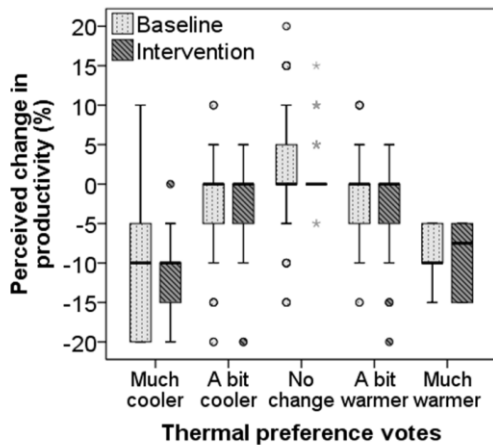 Baseline
Intervention
20
15
10
5
0
-5
-10
-15
-20
Perceived change in
productivity (%)
Much
cooler
A bit
cooler
No
change
A bit
warmer
Much
warmer
Thermal preference votes